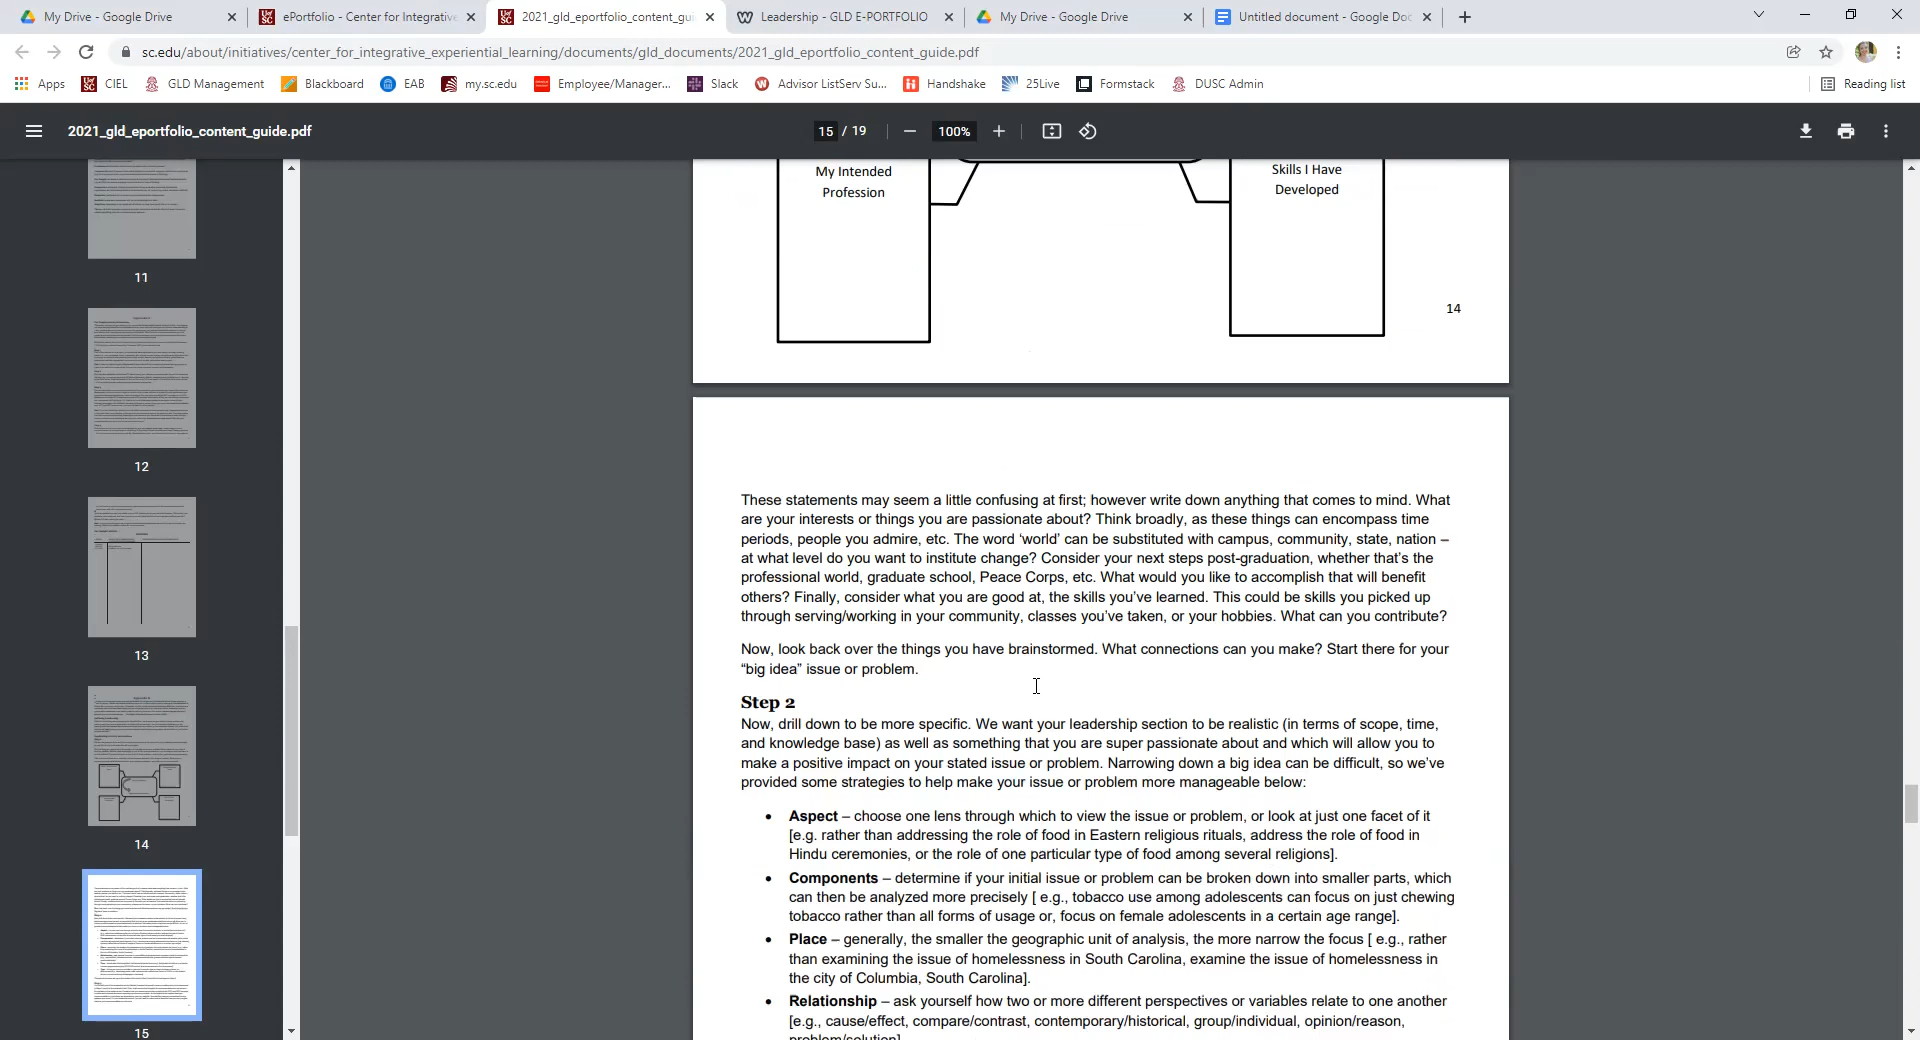 My Drive - Google Drive
ePortfolio - Center for Integrative
2021_gld_eportfolio_content_gui
Leadership - GLD E-PORTFOLIO
My Drive - Google Drive
Untitled document - Google Doc
sc.edu/about/initiatives/center_for_integrative_experiential_learning/documents/gld_documents/2021_gld_eportfolio_content_guide.pdf
Apps
CIEL
GLD Management
Blackboard
EAB
my.sc.edu
Employee/Manager...
Slack
Advisor ListServ Su...
Handshake
25Live
Formstack
DUSC Admin
Reading list
2021_gld_eportfolio_content_guide.pdf
15 / 19
100%
11
12
13
14
15
My Intended
Profession
Skills I Have
Developed
14
These statements may seem a little confusing at first; however write down anything that comes to mind. What
are your interests or things you are passionate about? Think broadly, as these things can encompass time
periods, people you admire, etc. The word ‘world’ can be substituted with campus, community, state, nation –
at what level do you want to institute change? Consider your next steps post-graduation, whether that’s the
professional world, graduate school, Peace Corps, etc. What would you like to accomplish that will benefit
others? Finally, consider what you are good at, the skills you’ve learned. This could be skills you picked up
through serving/working in your community, classes you’ve taken, or your hobbies. What can you contribute?
Now, look back over the things you have brainstormed. What connections can you make? Start there for your
“big idea” issue or problem.
Step 2
Now, drill down to be more specific. We want your leadership section to be realistic (in terms of scope, time,
and knowledge base) as well as something that you are super passionate about and which will allow you to
make a positive impact on your stated issue or problem. Narrowing down a big idea can be difficult, so we’ve
provided some strategies to help make your issue or problem more manageable below:
• Aspect – choose one lens through which to view the issue or problem, or look at just one facet of it
[e.g. rather than addressing the role of food in Eastern religious rituals, address the role of food in
Hindu ceremonies, or the role of one particular type of food among several religions].
• Components – determine if your initial issue or problem can be broken down into smaller parts, which
can then be analyzed more precisely [ e.g., tobacco use among adolescents can focus on just chewing
tobacco rather than all forms of usage or, focus on female adolescents in a certain age range].
• Place – generally, the smaller the geographic unit of analysis, the more narrow the focus [ e.g., rather
than examining the issue of homelessness in South Carolina, examine the issue of homelessness in
the city of Columbia, South Carolina].
• Relationship – ask yourself how two or more different perspectives or variables relate to one another
[e.g., cause/effect, compare/contrast, contemporary/historical, group/individual, opinion/reason,
problem/solution]